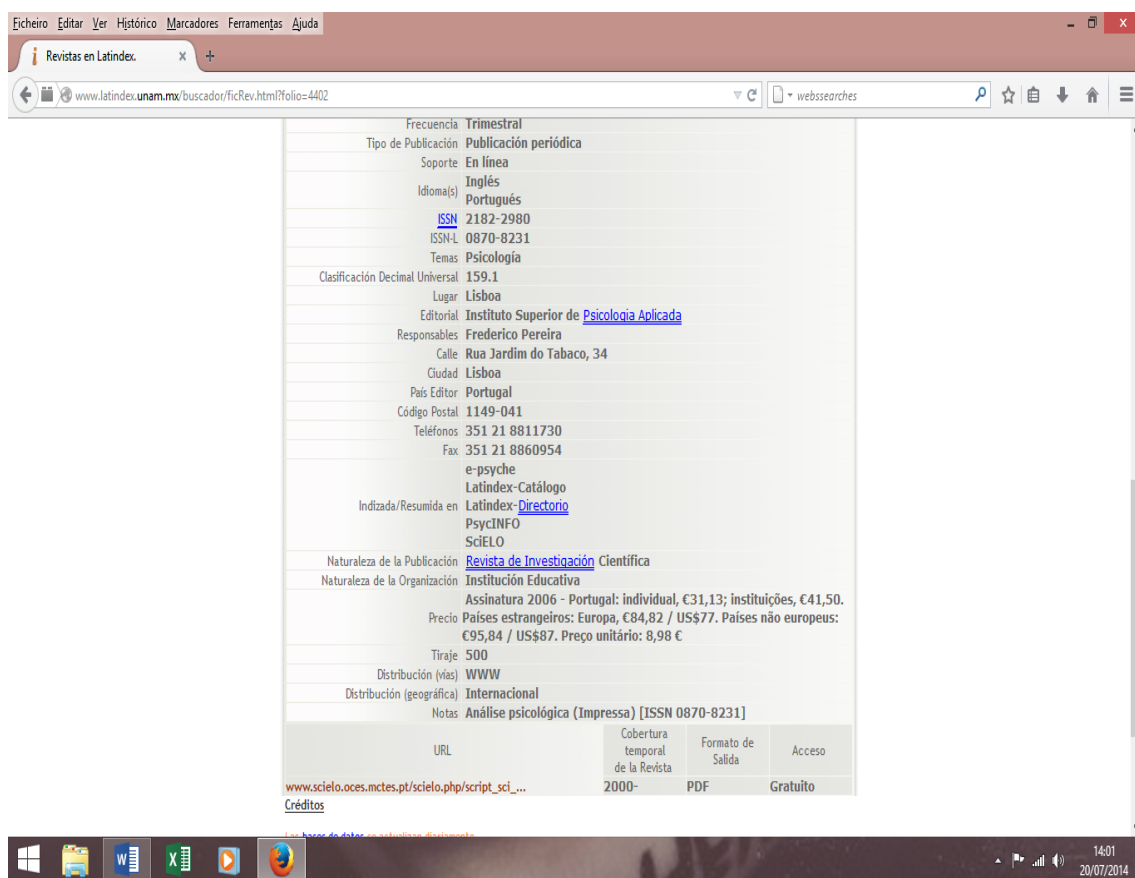 Ficheiro Editar Ver Histórico Marcadores Ferramentas Ajuda
Revistas en Latindex.
www.latindex.unam.mx/buscador/ficRev.html?folio=4402
webssearches
Frecuencia Trimestral
Tipo de Publicación Publicación periódica
Soporte En línea
Idioma(s) Inglés
Portugués
ISSN 2182-2980
ISSN-L 0870-8231
Temas Psicología
Clasificación Decimal Universal 159.1
Lugar Lisboa
Editorial Instituto Superior de Psicologia Aplicada
Responsables Frederico Pereira
Calle Rua Jardim do Tabaco, 34
Ciudad Lisboa
País Editor Portugal
Código Postal 1149-041
Teléfonos 351 21 8811730
Fax 351 21 8860954
Indizada/Resumida en e-psyche
Latindex-Catálogo
Latindex-Directorio
PsycINFO
SciELO
Naturaleza de la Publicación Revista de Investigación Científica
Naturaleza de la Organización Institución Educativa
Precio Assinatura 2006 - Portugal: individual, €31,13; instituições, €41,50.
Países estrangeiros: Europa, €84,82 / US$77. Países não europeus:
€95,84 / US$87. Preço unitário: 8,98 €
Tiraje 500
Distribución (vías) WWW
Distribución (geográfica) Internacional
Notas Análise psicológica (Impressa) [ISSN 0870-8231]
URL Cobertura temporal de la Revista Formato de Salida Acceso
www.scielo.oces.mctes.pt/scielo.php/script_sci_... 2000- PDF Gratuito
Créditos
Las bases de datos se actualizan diariamente
14:01
20/07/2014